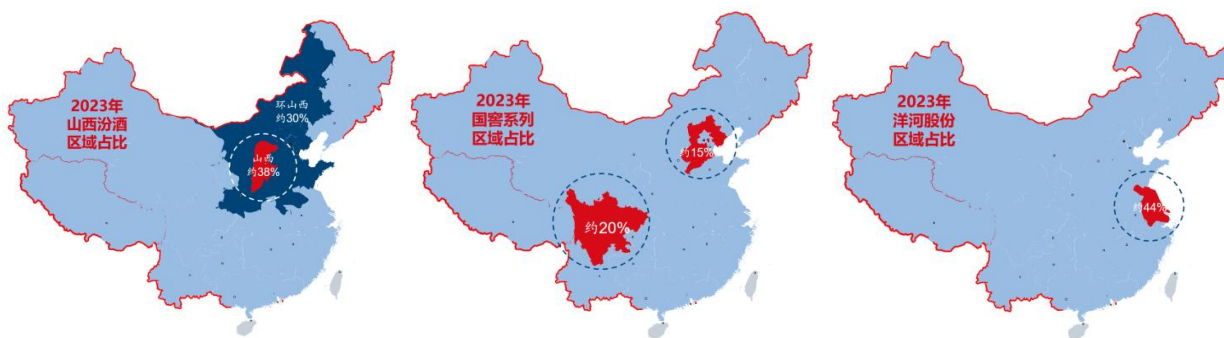 2023年
山西汾酒
区域占比
环山西
约30%
山西
约38%
2023年
国窖系列
区域占比
约15%
约20%
2023年
洋河股份
区域占比
约44%